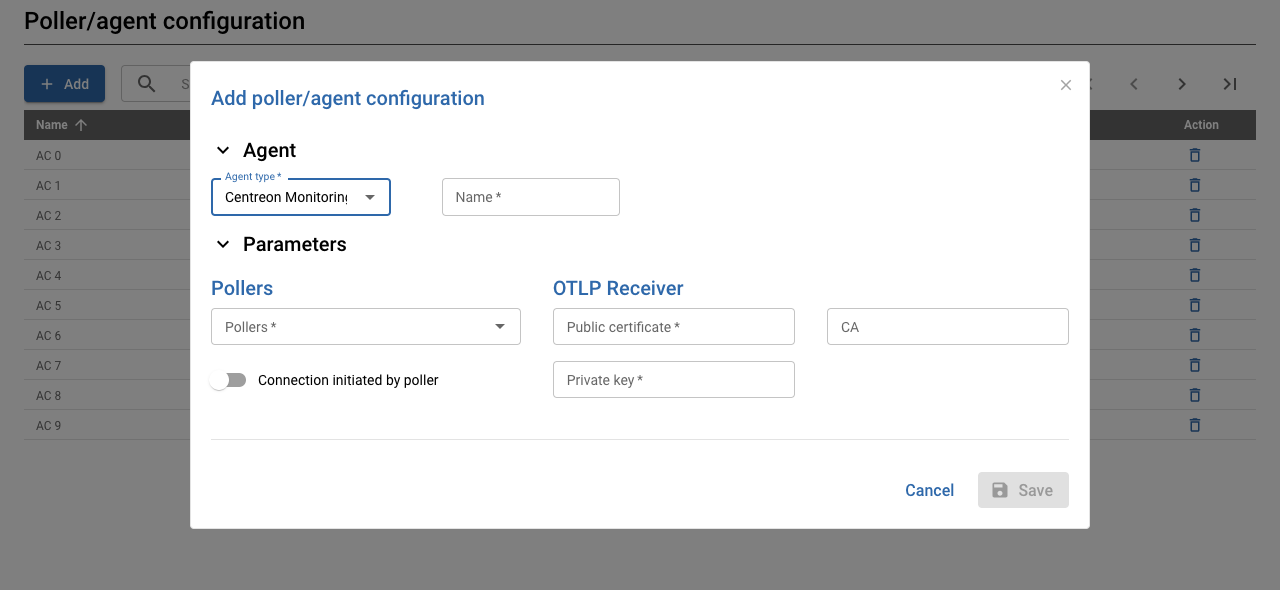 Poller/agent configuration
Add
Add poller/agent configuration
Name
Action
Agent
Agent type *
Centreon Monitoring
Name *
Parameters
Pollers
OTLP Receiver
Pollers *
Public certificate *
CA
Connection initiated by poller
Private key *
Cancel
Save
AC 0
AC 1
AC 2
AC 3
AC 4
AC 5
AC 6
AC 7
AC 8
AC 9